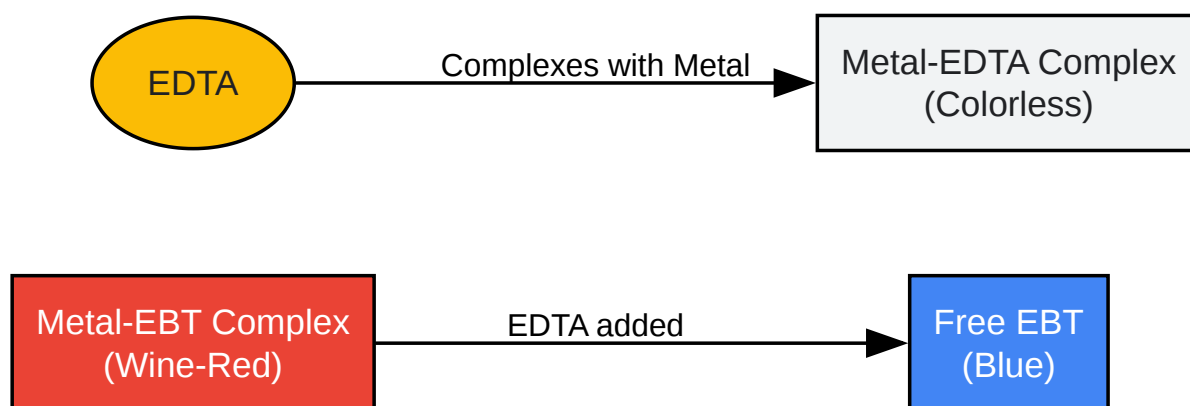 EDTA
Complexes with Metal
Metal-EDTA Complex
(Colorless)
Metal-EBT Complex
(Wine-Red)
EDTA added
Free EBT
(Blue)